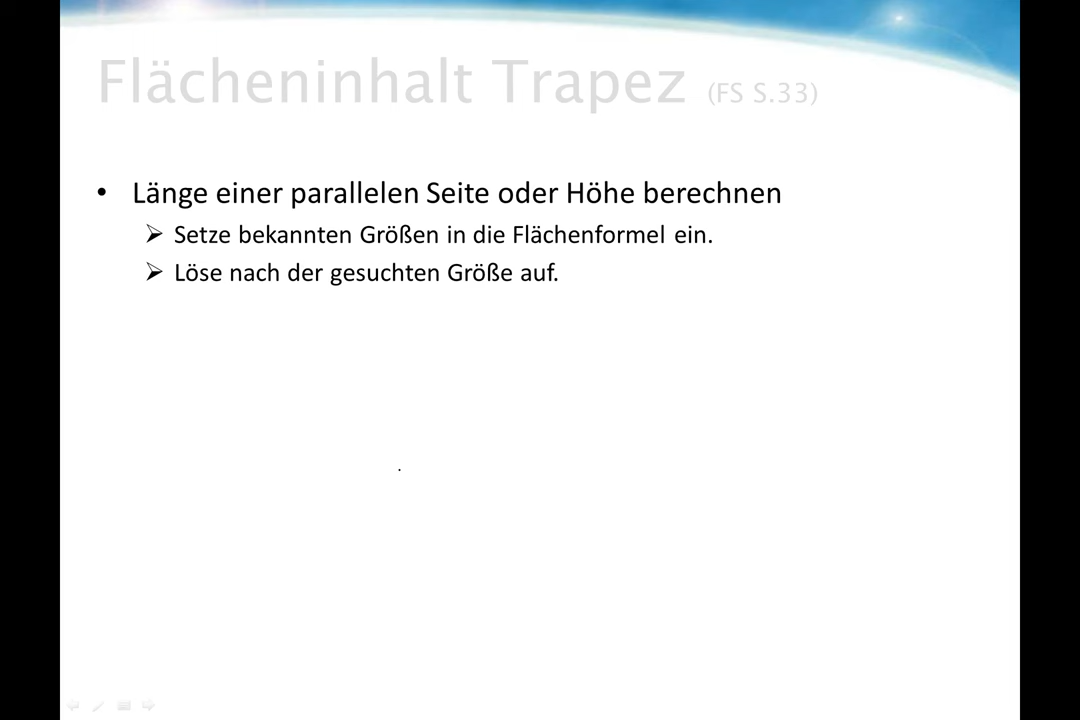 Flächeninhalt Trapez (FS S.33)
• Länge einer parallelen Seite oder Höhe berechnen
➢ Setze bekannten Größen in die Flächenformel ein.
➢ Löse nach der gesuchten Größe auf.